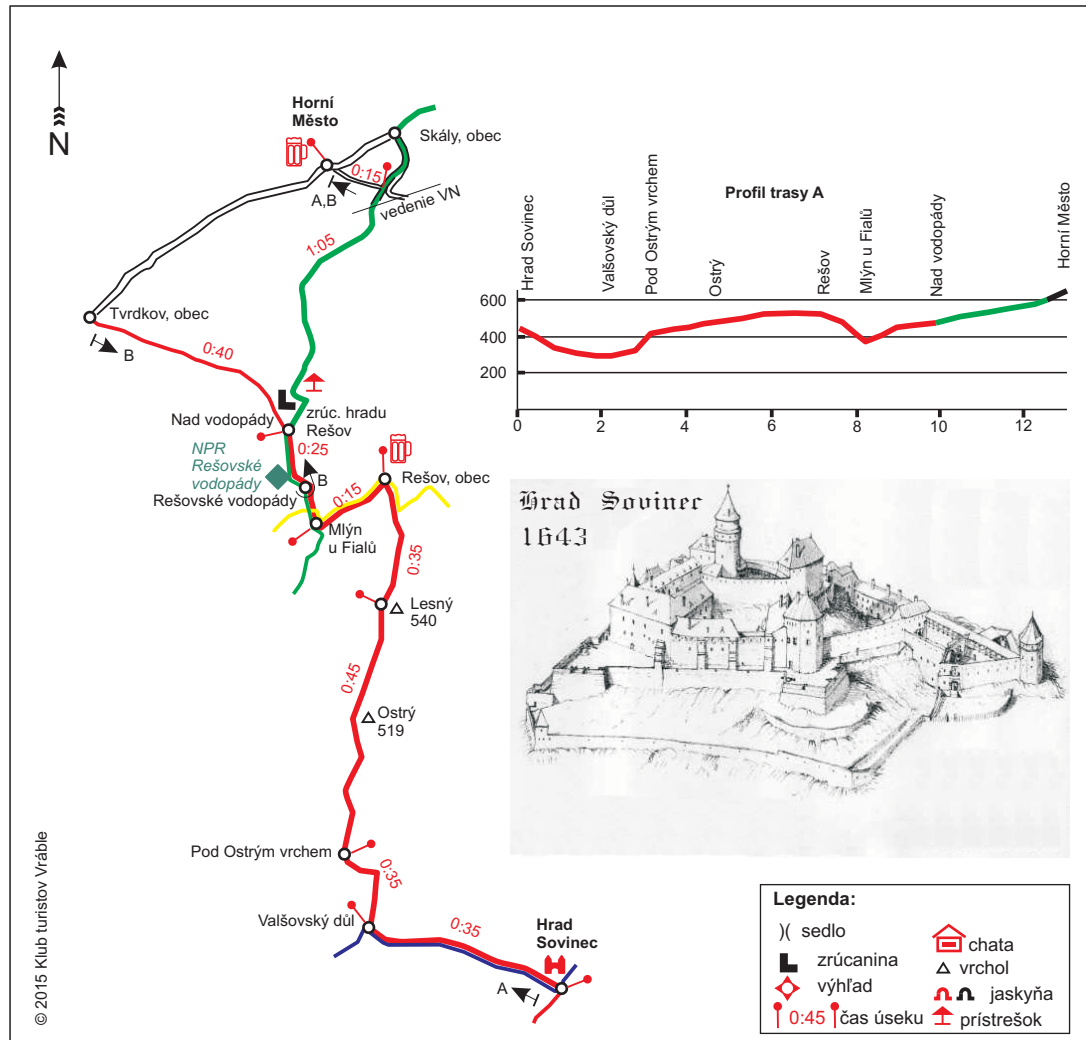 N
Horní
Město
Skály, obec
0:15
A,B
vedenie VN
1:05
Tvrdkov, obec
B
0:40
Nad vodopády
zrúc. hradu
Rešov
0:25
NPR
Rešovské
vodopády
B
Rešovské vodopády
0:15
Rešov, obec
Mlýn
u Fialů
0:35
Lesný
540
0:45
Ostrý
519
Pod Ostrým vrchem
0:35
Valšovský důl
0:35
Hrad
Sovinec
A
© 2015 Klub turistov Vráble
Profil trasy A
Hrad Sovinec
Valšovský důl
Pod Ostrým vrchem
Ostrý
Rešov
Mlýn u Fialů
Nad vodopády
Horní Město
600
400
200
0 2 4 6 8 10 12
Hrad Sovinec
1643
Legenda:
)( sedlo
chata
zrúcanina
vrchol
výhľad
jaskyňa
0:45 čas úseku
prístrešok